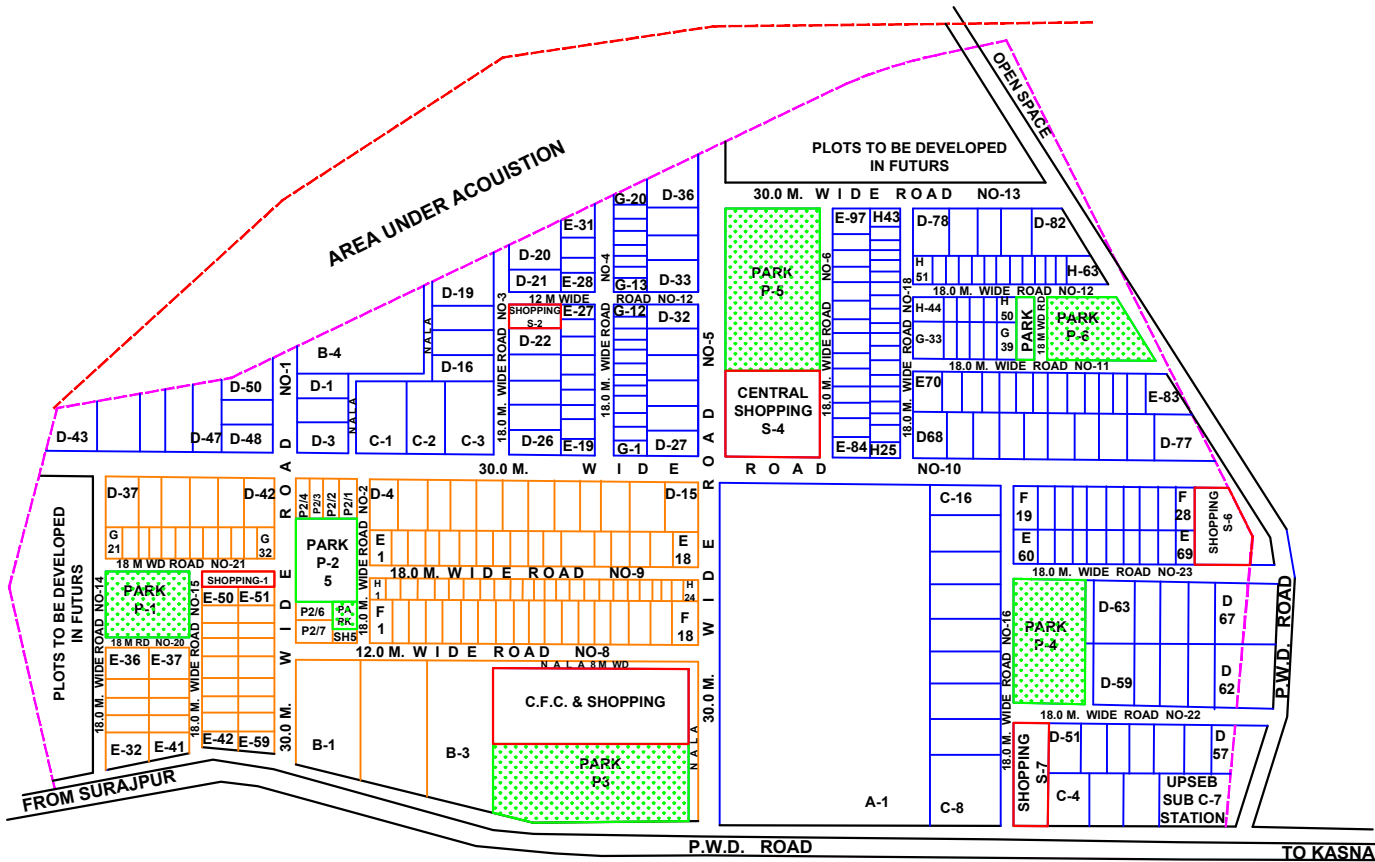 OPEN SPACE
PLOTS TO BE DEVELOPED
IN FUTURS
AREA UNDER ACOUISTION
30.0 M. WIDE ROAD NO-13
G-20
D-36
E-31
D-20
NO-4
D-21
E-28
G-13
D-33
12 M WIDE ROAD NO-12
E-97
H43
D-78
D-82
PARK
P-5
NO-6
H
51
H-63
NO-18
18.0 M. WIDE ROAD NO-12
D-19
NO-3
SHOPPING
S-2
E-27
G-12
D-32
D-22
H-44
H
50
G-33
G
39
PARK
18 M WD RD
PARK
P-6
NALA
18.0 M. WIDE ROAD
18.0 M. WIDE ROAD
NO-5
18.0 M. WIDE ROAD
18.0 M. WIDE ROAD
18.0 M. WIDE ROAD NO-11
B-4
D-16
D-50
NO-1
D-1
E70
E-83
CENTRAL
SHOPPING
S-4
NALA
D-43
D-47
D-48
D-3
C-1
C-2
C-3
D-26
E-19
G-1
D-27
E-84
H25
D68
D-77
30.0 M. WIDE ROAD NO-10
30.0 M. WIDE ROAD
30.0 M. WIDE ROAD
D-37
D-42
P2/4
P2/3
P2/2
P2/1
NO-2
D-4
D-15
C-16
F
19
F
28
SHOPPING
S-6
G
21
G
32
PARK
P-2
5
18.0 M. WIDE ROAD
E
1
E
18
E
60
E
69
PLOTS TO BE DEVELOPED
IN FUTURS
18 M WD ROAD NO-21
18.0 M. WIDE ROAD NO-9
18.0 M. WIDE ROAD NO-23
SHOPPING-1
PARK
P-1
NO-14
NO-15
E-50
E-51
H
1
H
24
P2/6
PA
RK
P2/7
SH5
F
1
F
18
D-63
D
67
NO-16
PARK
P-4
18 M RD NO-20
12.0 M. WIDE ROAD NO-8
NALA 8M WD
E-36
E-37
18.0 M. WIDE ROAD
18.0 M. WIDE ROAD
P.W.D. ROAD
D-59
D
62
C.F.C. & SHOPPING
18.0 M. WIDE ROAD
18.0 M. WIDE ROAD NO-22
E-32
E-41
E-42
E-59
B-1
B-3
NALA
SHOPPING
S-7
D-51
D
57
PARK
P3
A-1
C-8
C-4
UPSEB
SUB C-7
STATION
FROM SURAJPUR
P.W.D. ROAD
TO KASNA